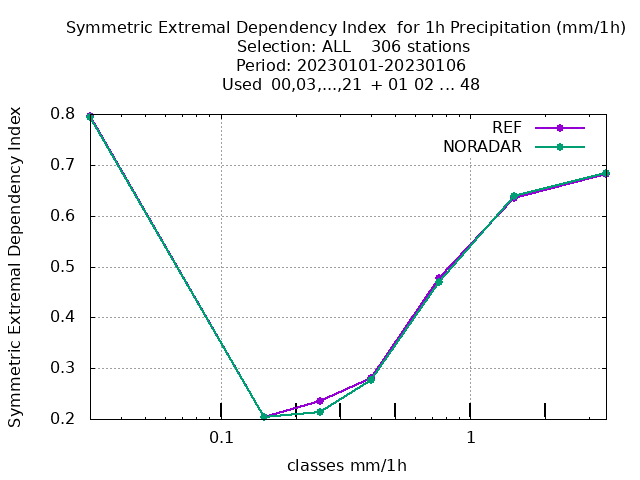 Symmetric Extremal Dependency Index  for 1h Precipitation (mm/1h)
Selection: ALL    306 stations
Period: 20230101-20230106
Used  00,03,...,21  + 01 02 ... 48
Symmetric Extremal Dependency Index
0.8
0.7
0.6
0.5
0.4
0.3
0.2
REF
NORADAR
0.1
1
classes mm/1h